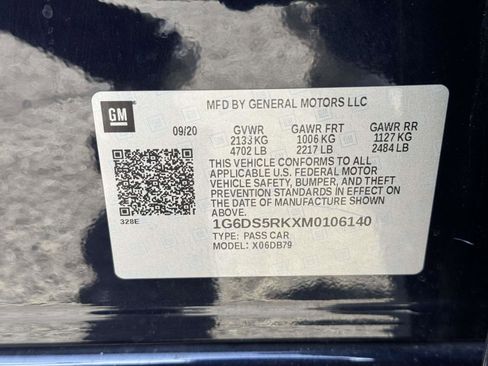 GM
MFD BY GENERAL MOTORS LLC
09/20 GVWR GAWR FRT GAWR RR
2133 KG 1006 KG 1127 KG
4702 LB 2217 LB 2484 LB
THIS VEHICLE CONFORMS TO ALL
APPLICABLE U.S. FEDERAL MOTOR
VEHICLE SAFETY, BUMPER, AND THEFT
PREVENTION STANDARDS IN EFFECT ON
THE DATE OF MANUFACTURE SHOWN
ABOVE.
1G6DS5RKXM0106140
328E
TYPE: PASS CAR
MODEL: X06DB79